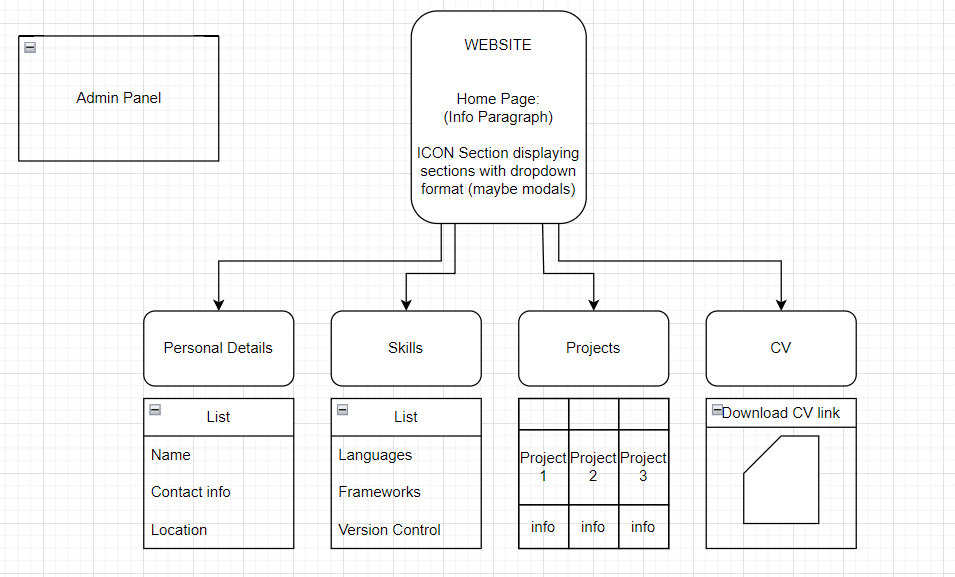 WEBSITE
Home Page:
(Info Paragraph)
ICON Section displaying
sections with dropdown
format (maybe modals)
Admin Panel
Personal Details
Skills
Projects
CV
List
Name
Contact info
Location
List
Languages
Frameworks
Version Control
Project
1
Project
2
Project
3
info
info
info
Download CV link